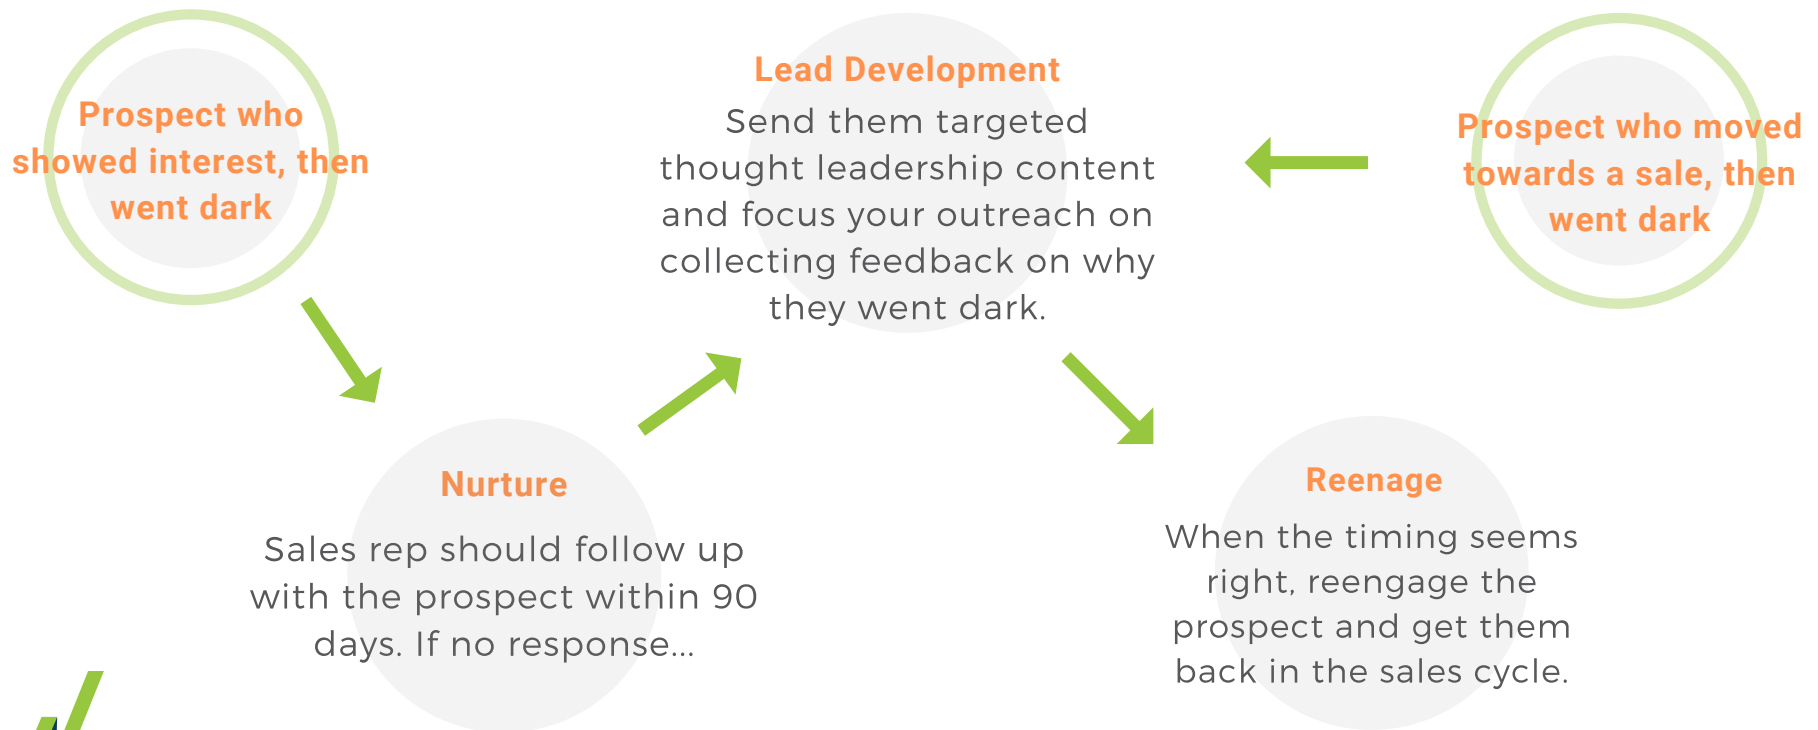 Prospect who
showed interest, then
went dark
Lead Development
Send them targeted
thought leadership content
and focus your outreach on
collecting feedback on why
they went dark.
Prospect who moved
towards a sale, then
went dark
Nurture
Sales rep should follow up
with the prospect within 90
days. If no response...
Reenage
When the timing seems
right, reengage the
prospect and get them
back in the sales cycle.